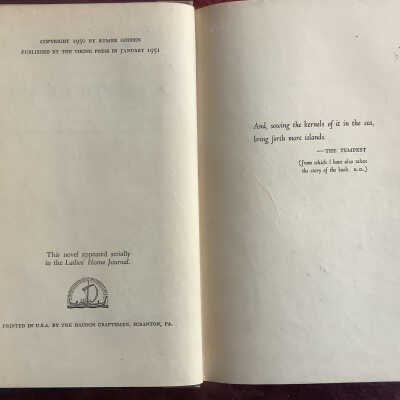 COPYRIGHT 1950 BY RUMER GODDEN
PUBLISHED BY THE VIKING PRESS IN JANUARY 1951
This novel appeared serially
in the Ladies' Home Journal.
PRINTED IN U.S.A. BY THE HADDON CRAFTSMEN, SCRANTON, PA.
And, sowing the kernels of it in the sea,
bring forth more islands.
—THE TEMPEST
(from which I have also taken
the story of the book. R.G.)